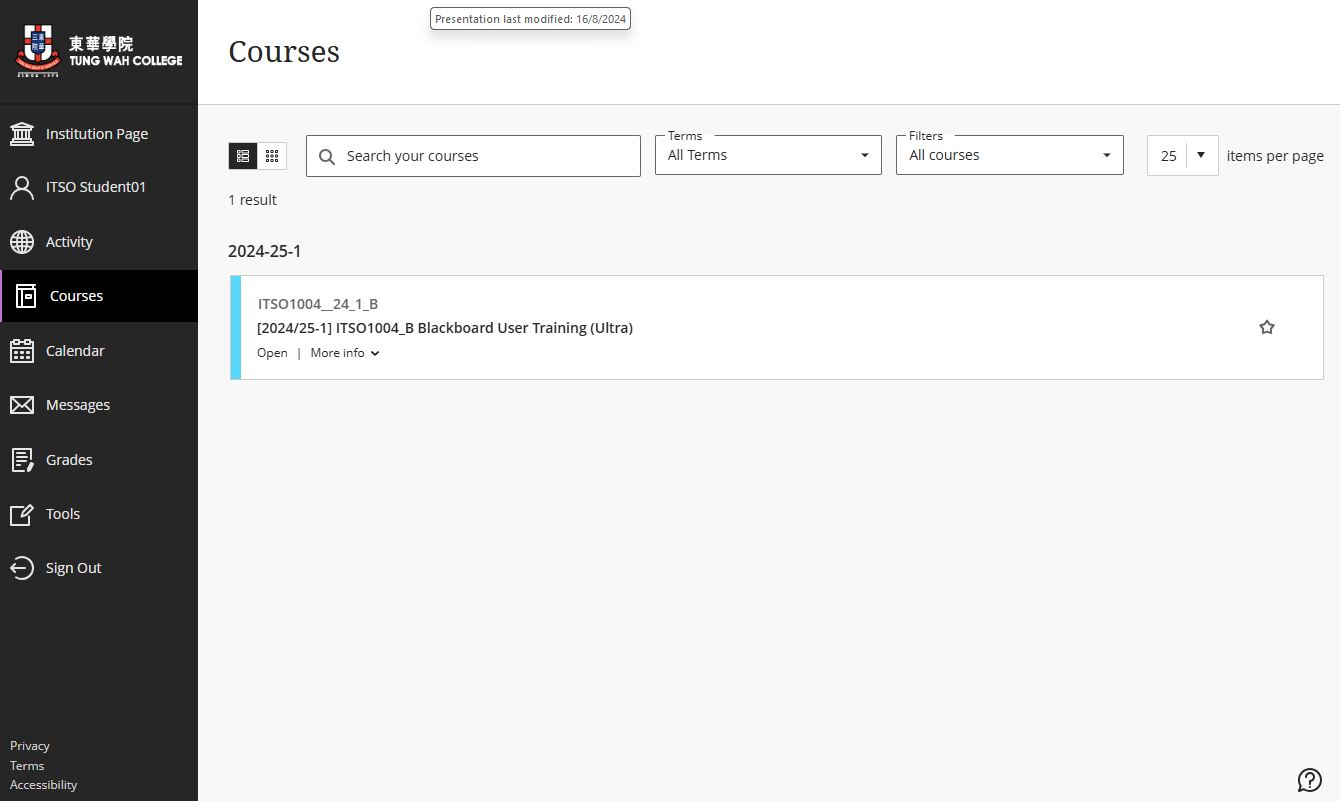 東華學院
TUNG WAH COLLEGE
Institution Page
ITSO Student01
Activity
Courses
Calendar
Messages
Grades
Tools
Sign Out
Privacy
Terms
Accessibility
Presentation last modified: 16/8/2024
Courses
Search your courses
Terms
All Terms
Filters
All courses
25
items per page
1 result
2024-25-1
ITSO1004__24_1_B
[2024/25-1] ITSO1004_B Blackboard User Training (Ultra)
Open | More info